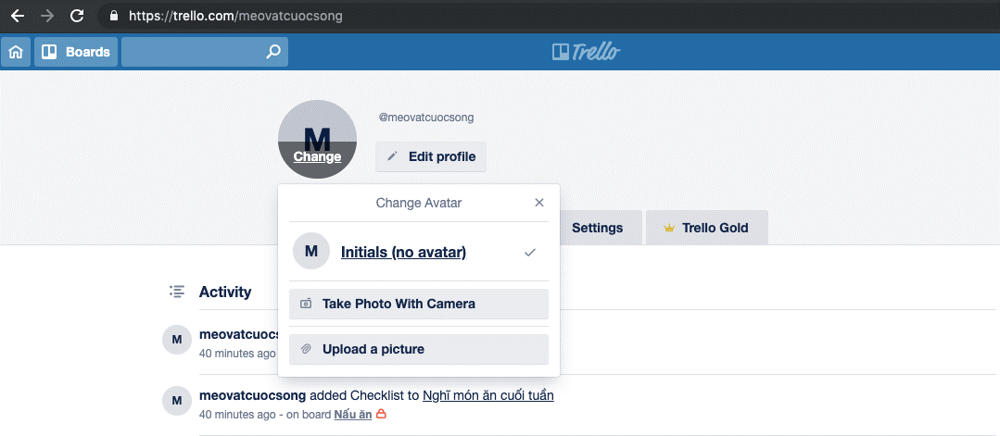 https://trello.com/meovatcuocsong
Boards
Trello
M
Change
@meovatcuocsong
Edit profile
Change Avatar
M
Initials (no avatar)
Take Photo With Camera
Upload a picture
Settings
Trello Gold
Activity
M
meovatcuocs
40 minutes ago
M
meovatcuocsong added Checklist to Nghĩ món ăn cuối tuần
40 minutes ago - on board Nấu ăn